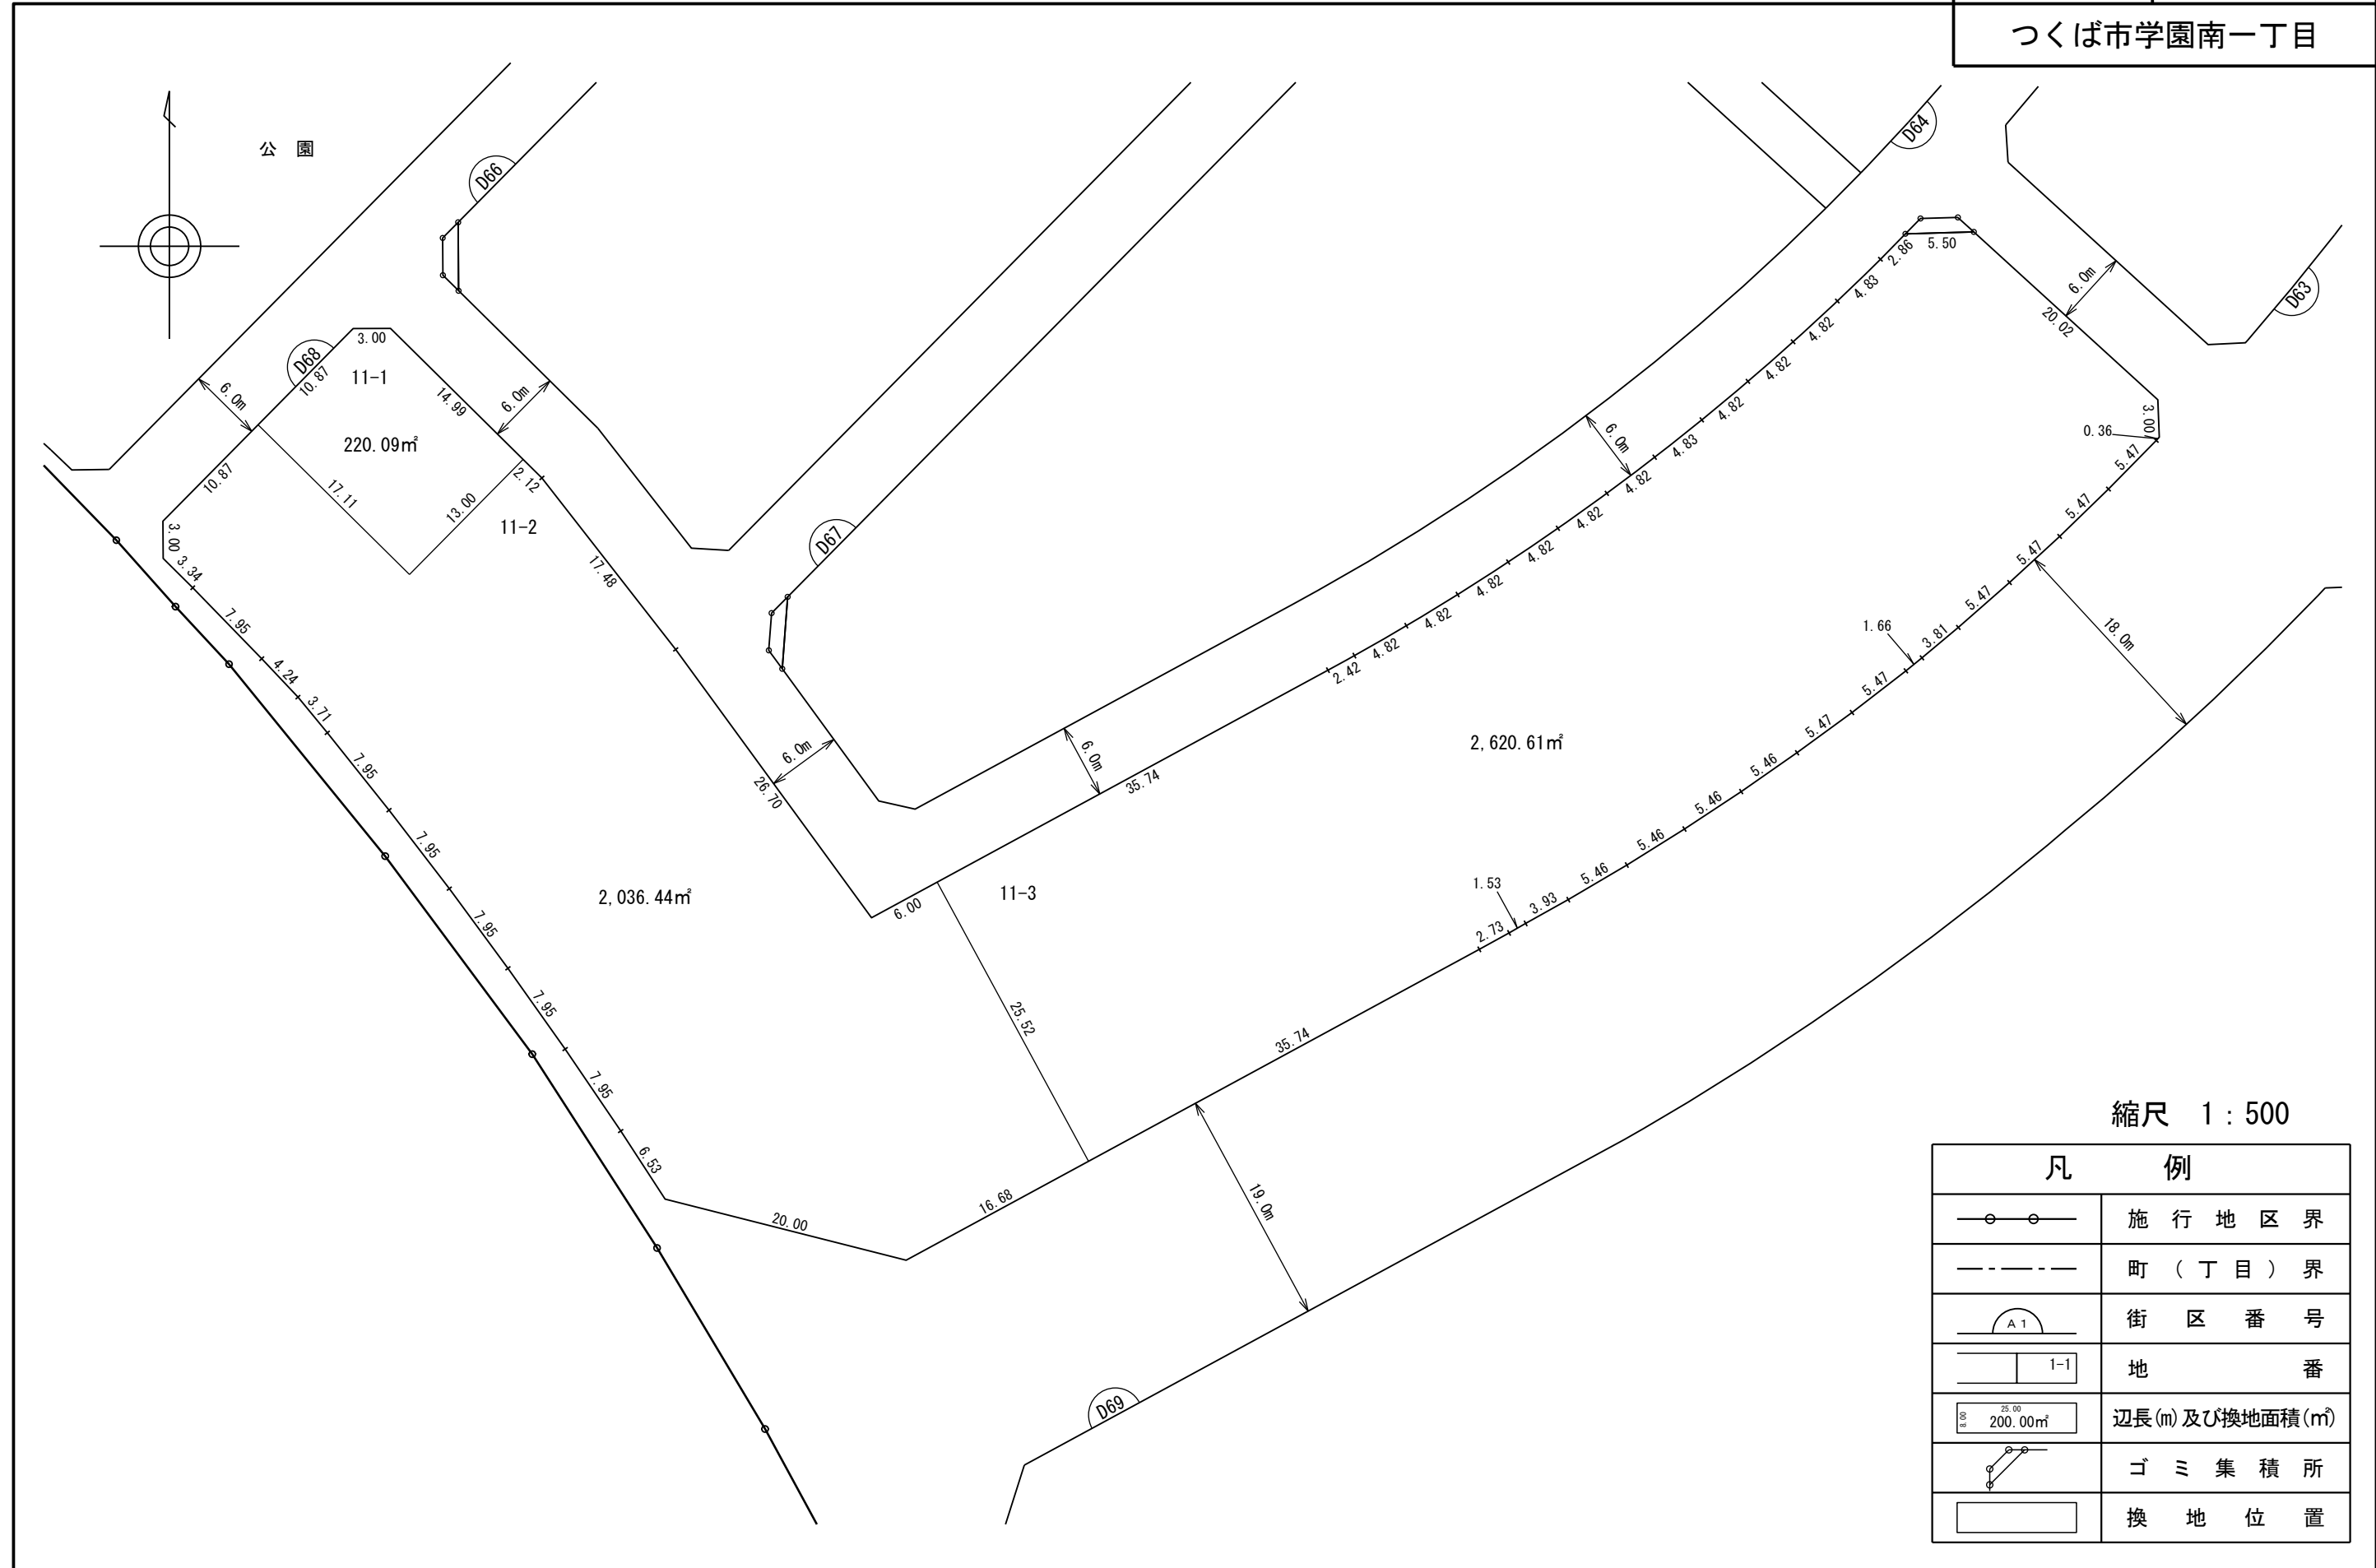 つくば市学園南一丁目
公 園
D66
D64
D63
D68
D67
D69
3.00
10.87
11-1
14.99
6.0m
6.0m
220.09㎡
10.87
17.11
13.00
2.12
11-2
3.00
3.34
7.95
4.24
3.71
7.95
7.95
7.95
7.95
7.95
6.53
20.00
17.48
26.70
6.0m
2,036.44㎡
6.00
11-3
25.52
16.68
35.74
19.0m
6.0m
35.74
2.42
4.82
4.82
4.82
4.82
4.82
4.82
4.83
4.82
4.82
4.82
4.83
2.86
5.50
6.0m
6.0m
20.02
3.00
0.36
5.47
5.47
5.47
5.47
3.81
1.66
5.47
5.47
5.46
5.46
5.46
5.46
3.93
1.53
2.73
18.0m
2,620.61㎡
縮尺 1:500
凡 例
施 行 地 区 界
町 ( 丁 目 ) 界
A 1
街 区 番 号
1-1
地 番
25.00
8.00
200.00㎡
辺長(m)及び換地面積(㎡)
ゴ ミ 集 積 所
換 地 位 置